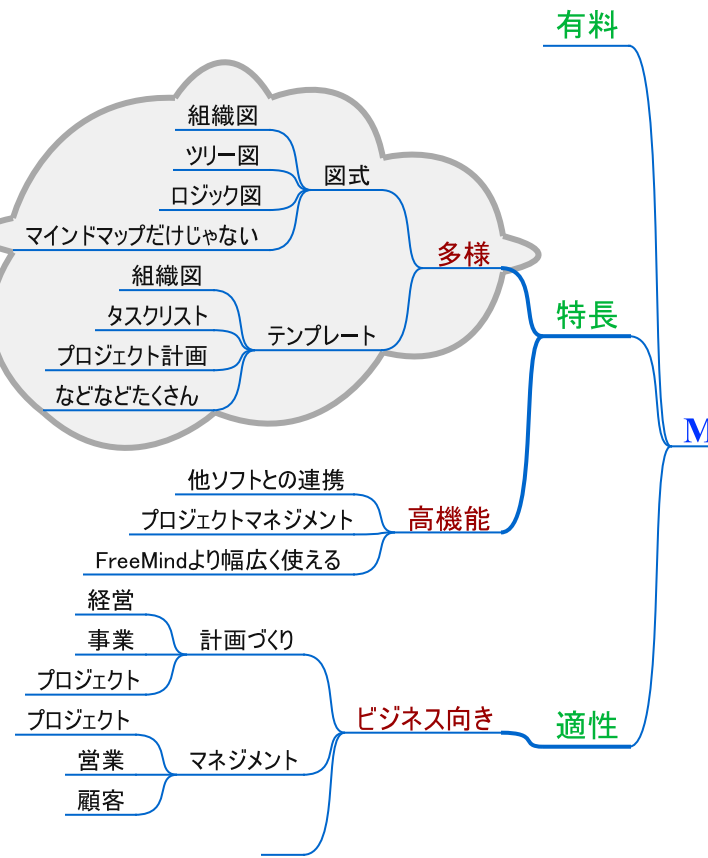 有料
組織図
ツリー図
ロジック図
マインドマップだけじゃない
図式
多様
組織図
タスクリスト
プロジェクト計画
などなどたくさん
テンプレート
特長
他ソフトとの連携
プロジェクトマネジメント
FreeMindより幅広く使える
高機能
経営
事業
プロジェクト
計画づくり
プロジェクト
営業
顧客
マネジメント
ビジネス向き
適性